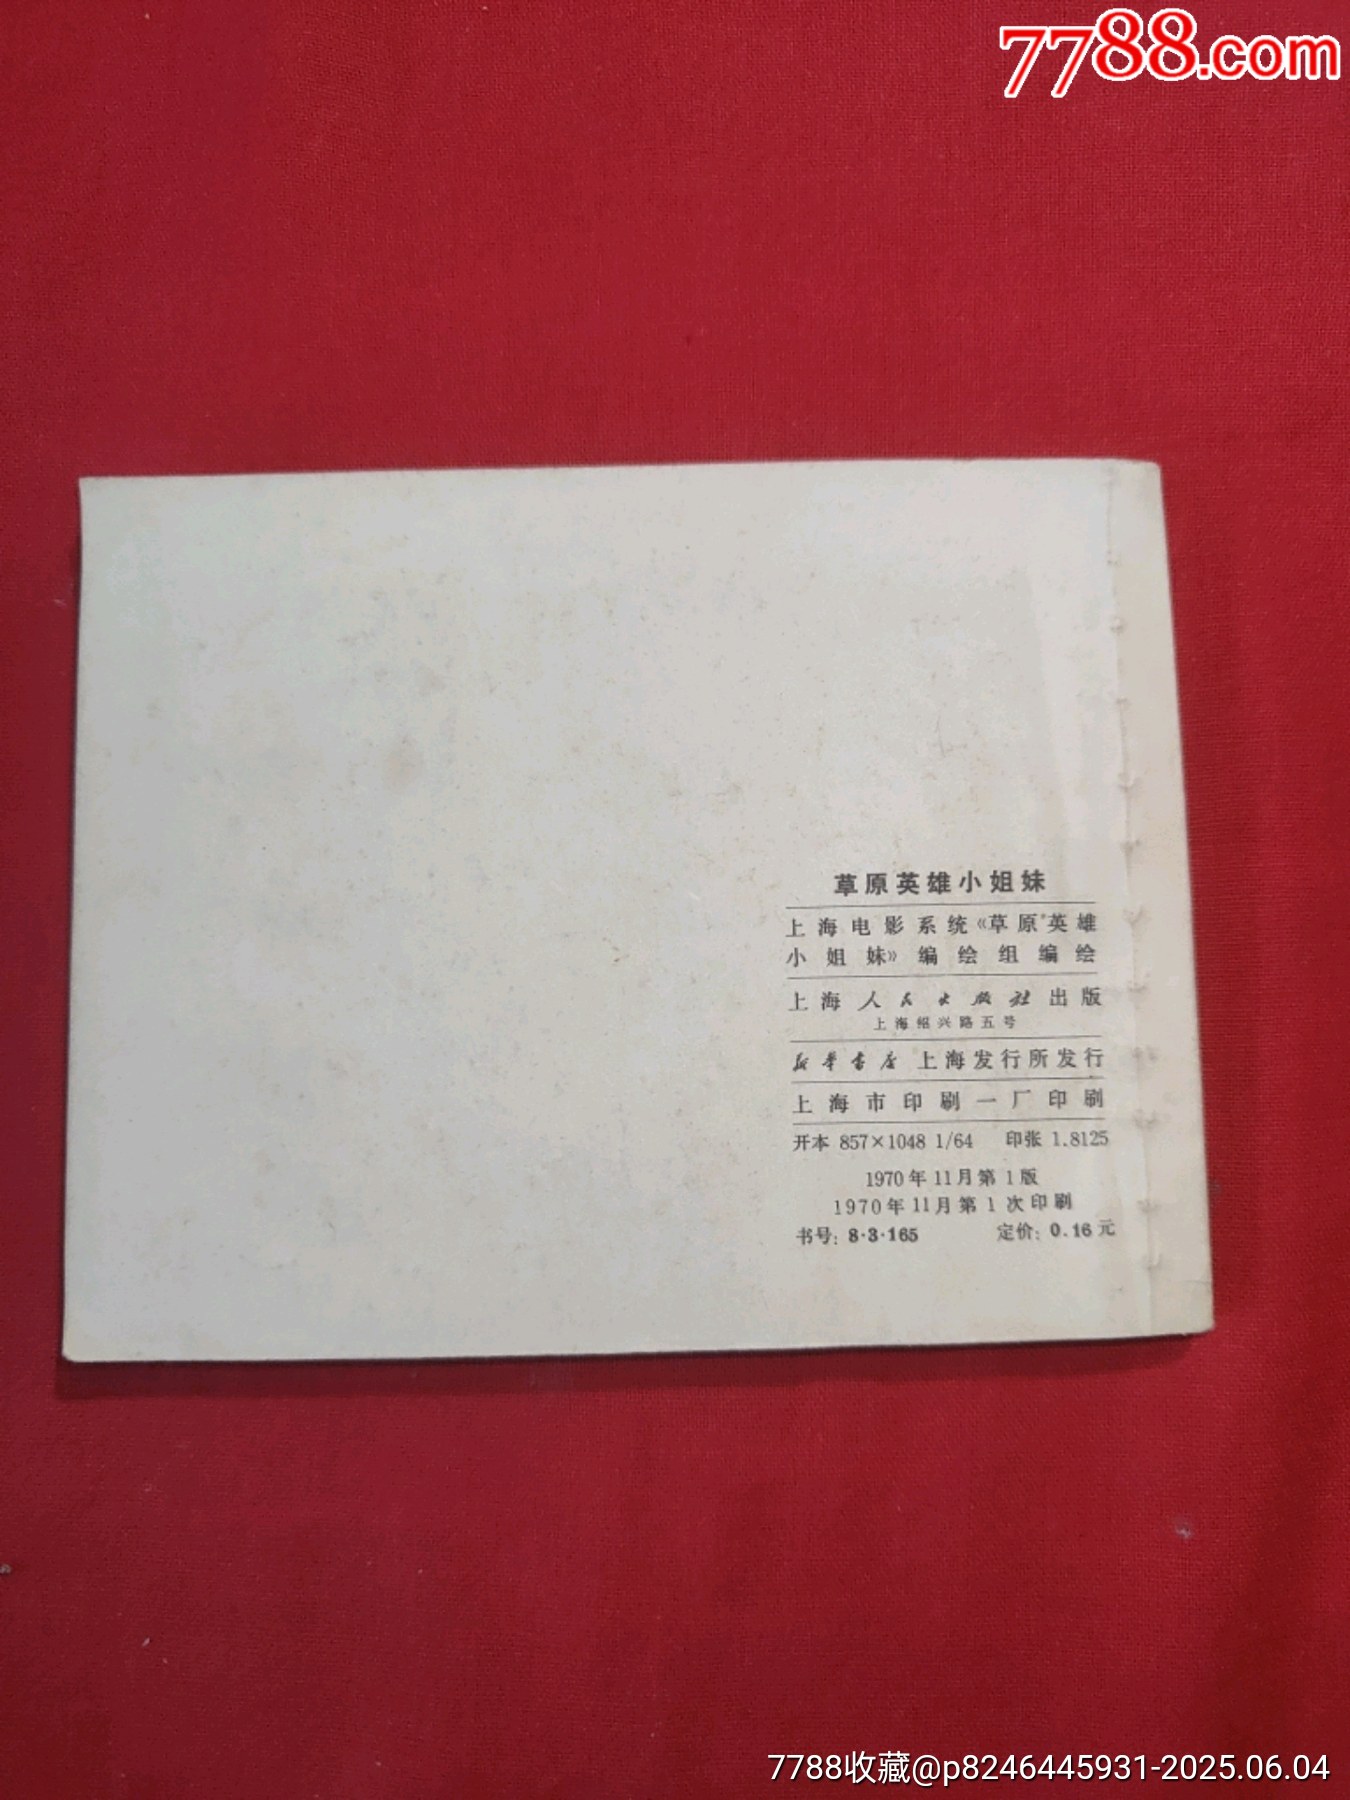 7788.com
草原英雄小姐妹
上海电影系统《草原英雄
小姐妹》编绘组编绘
上海人民出版社出版
上海绍兴路五号
新华书店上海发行所发行
上海市印刷一厂印刷
开本 857×1048 1/64 印张 1.8125
1970年11月第1版
1970年11月第1次印刷
书号：8·3·165 定价：0.16元
7788收藏@p8246445931-2025.06.04